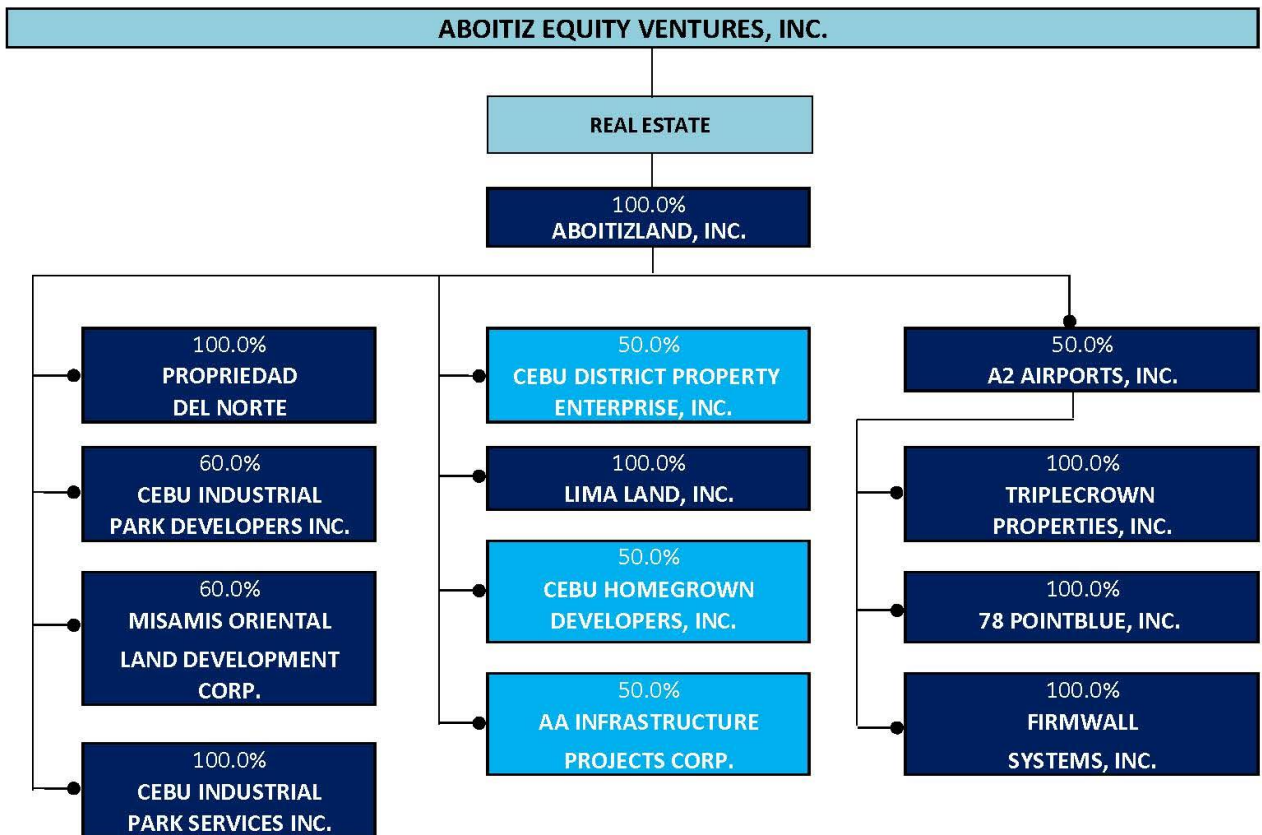 ABOITIZ EQUITY VENTURES, INC.
REAL ESTATE
100.0%
ABOITIZLAND, INC.
100.0%
PROPRIEDAD
DEL NORTE
60.0%
CEBU INDUSTRIAL
PARK DEVELOPERS INC.
60.0%
MISAMIS ORIENTAL
LAND DEVELOPMENT
CORP.
100.0%
CEBU INDUSTRIAL
PARK SERVICES INC.
50.0%
CEBU DISTRICT PROPERTY
ENTERPRISE, INC.
100.0%
LIMA LAND, INC.
50.0%
CEBU HOMEGROWN
DEVELOPERS, INC.
50.0%
AA INFRASTRUCTURE
PROJECTS CORP.
50.0%
A2 AIRPORTS, INC.
100.0%
TRIPLECROWN
PROPERTIES, INC.
100.0%
78 POINTBLUE, INC.
100.0%
FIRMWALL
SYSTEMS, INC.